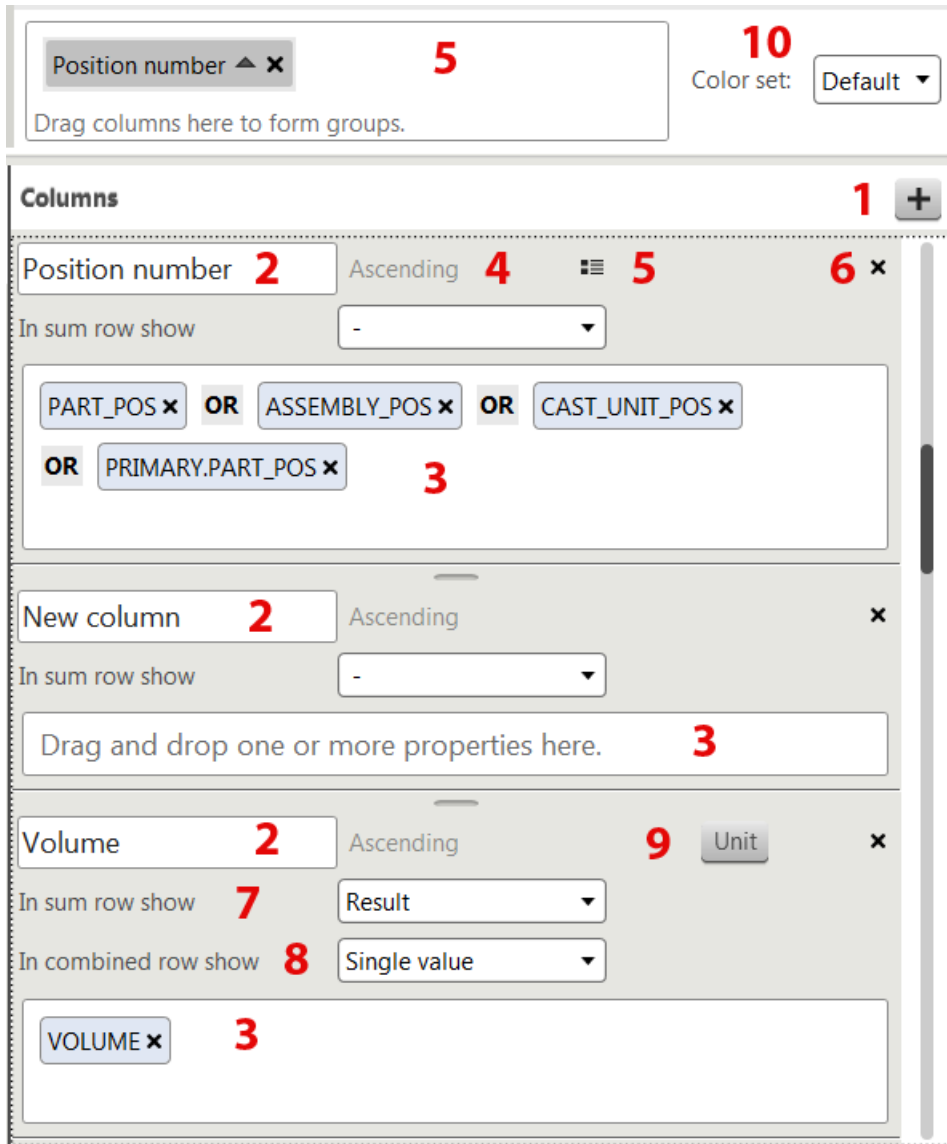 10
Position number 5
Color set: Default
Drag columns here to form groups.
Columns 1 +
Position number 2 Ascending 4 5 6
In sum row show -
PART_POS OR ASSEMBLY_POS OR CAST_UNIT_POS
OR PRIMARY.PART_POS 3
New column 2 Ascending
In sum row show -
Drag and drop one or more properties here. 3
Volume 2 Ascending 9 Unit
In sum row show 7 Result
In combined row show 8 Single value
VOLUME 3